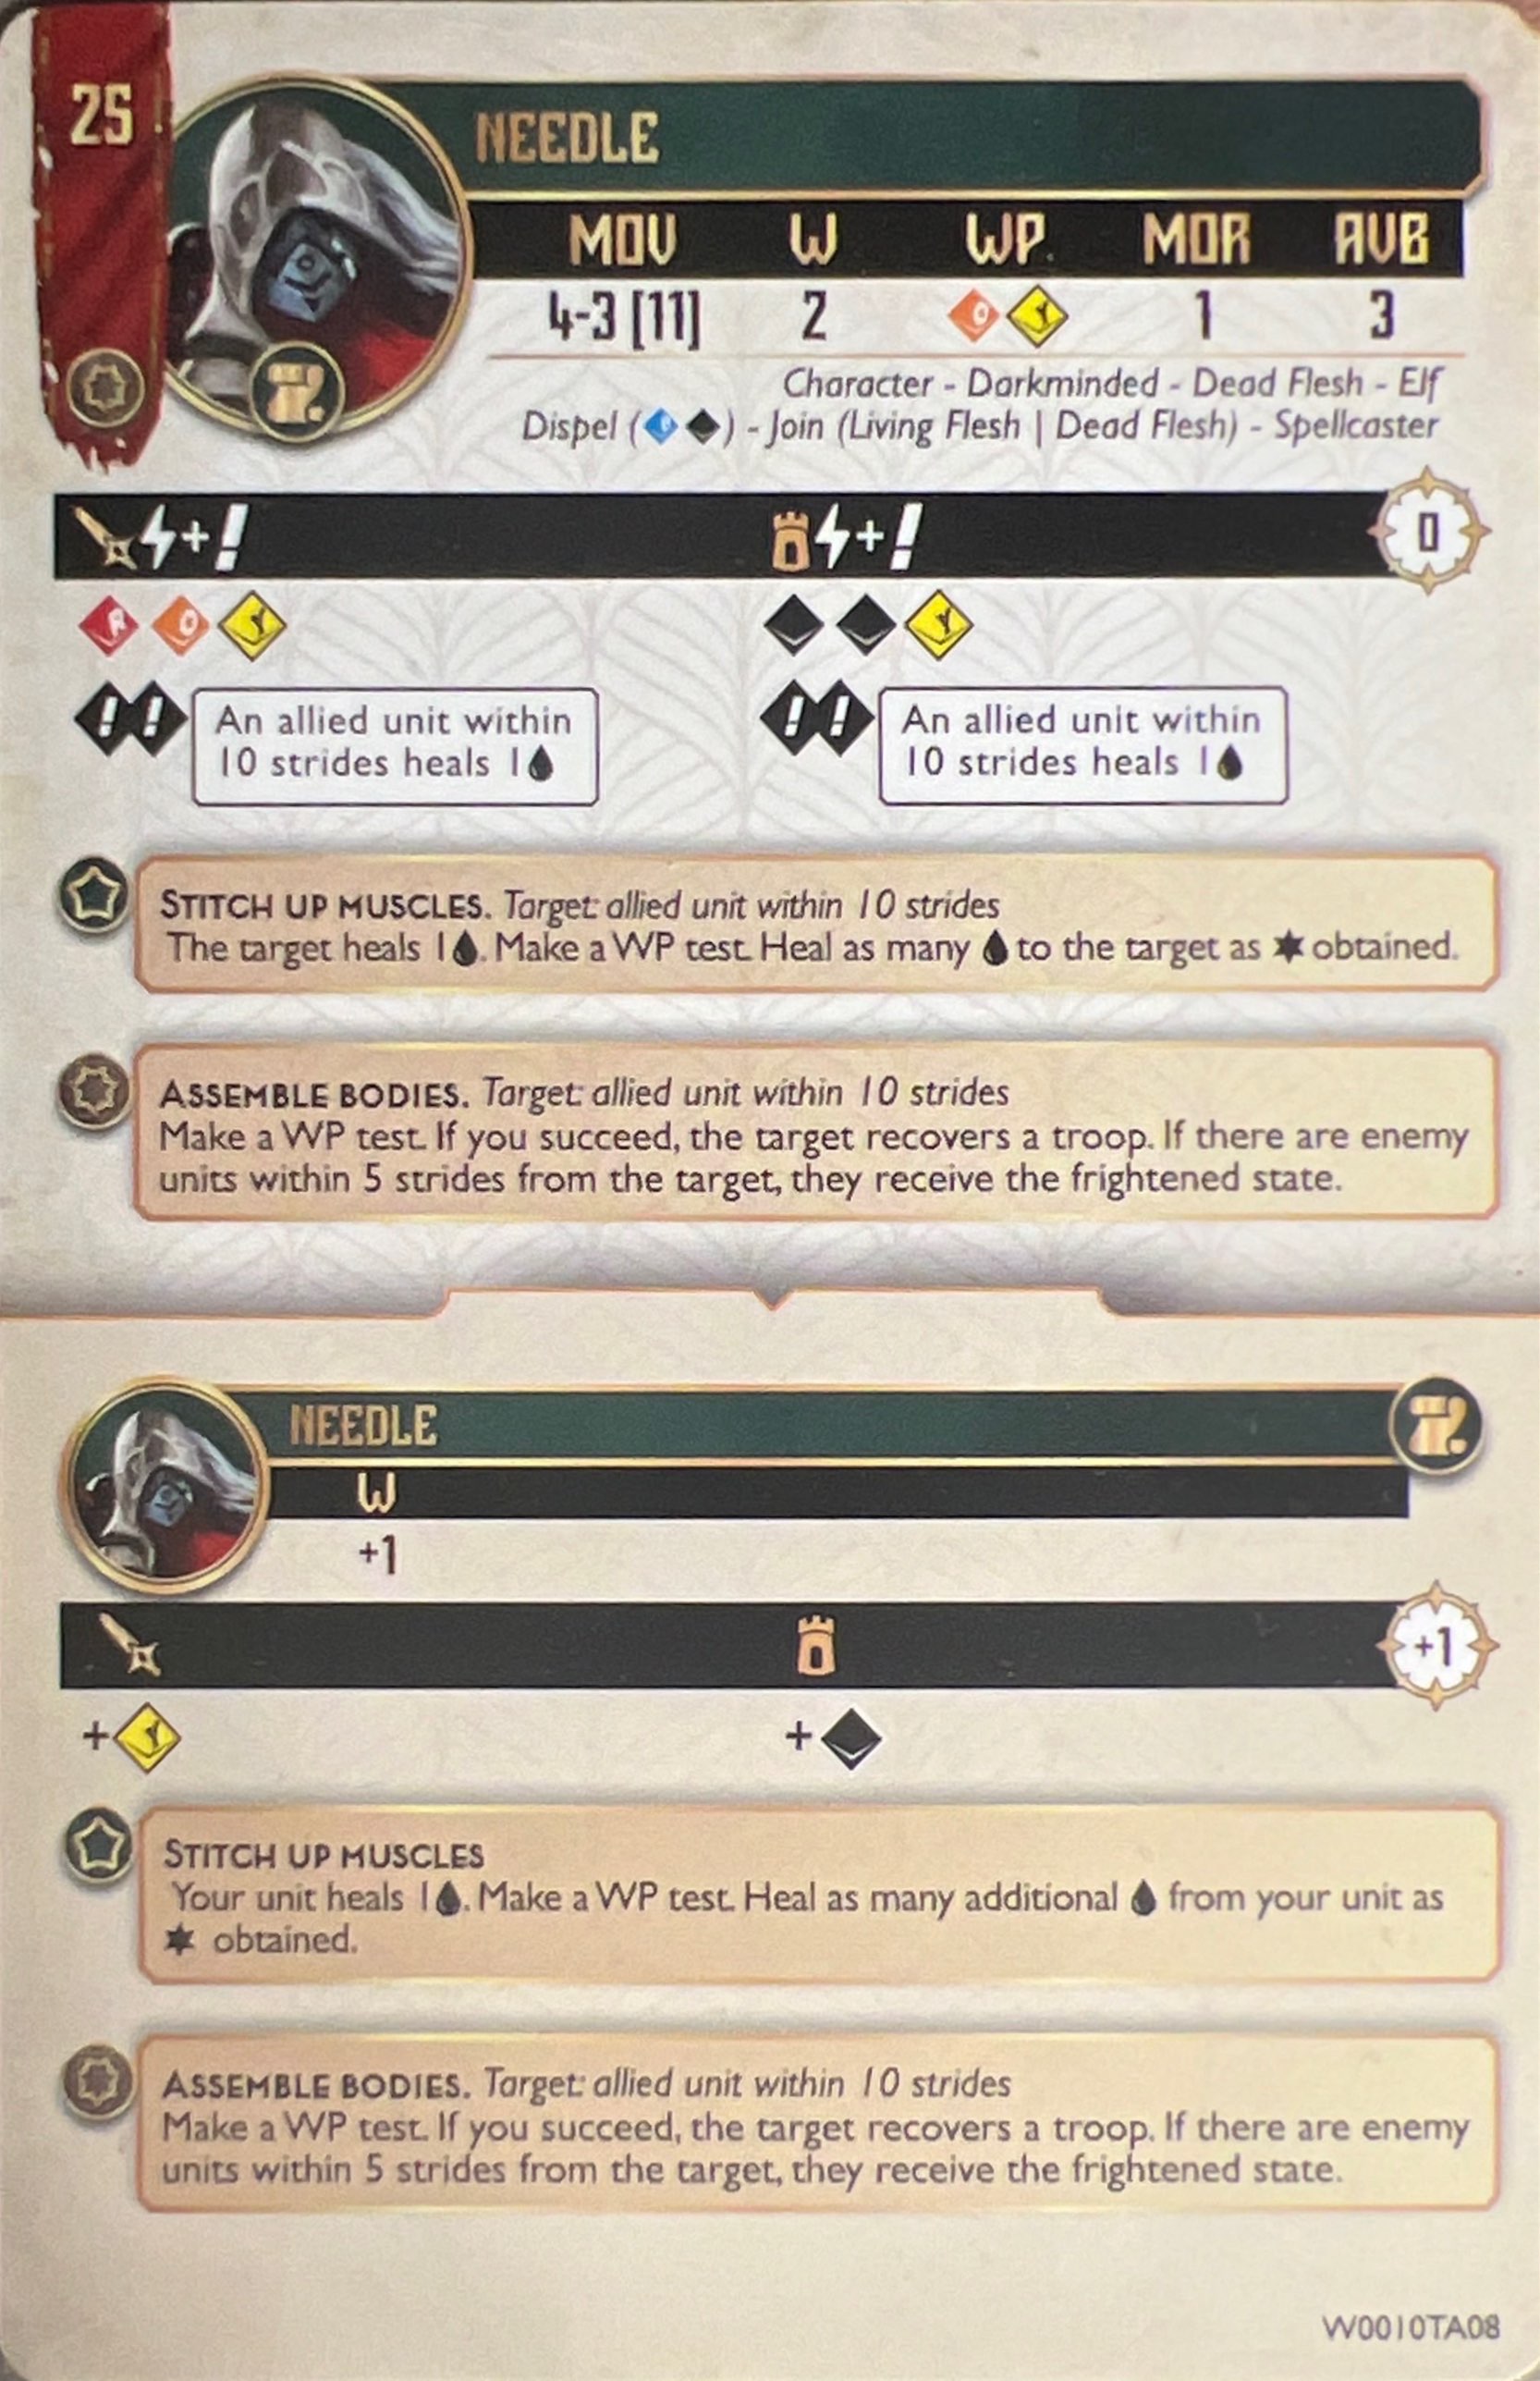 25
NEEDLE
MOV W WP MOR AVB
4-3 [11] 2 O Y 1 3
Character - Darkminded - Dead Flesh - Elf
Dispel ( ) - Join (Living Flesh | Dead Flesh) - Spellcaster
+! +! 0
R O Y Y
! ! An allied unit within ! ! An allied unit within
10 strides heals 1 10 strides heals 1
STITCH UP MUSCLES. Target: allied unit within 10 strides
The target heals 1. Make a WP test. Heal as many to the target as obtained.
ASSEMBLE BODIES. Target: allied unit within 10 strides
Make a WP test. If you succeed, the target recovers a troop. If there are enemy
units within 5 strides from the target, they receive the frightened state.
NEEDLE
W
+1
+1
+ Y +
STITCH UP MUSCLES
Your unit heals 1. Make a WP test. Heal as many additional from your unit as
obtained.
ASSEMBLE BODIES. Target: allied unit within 10 strides
Make a WP test. If you succeed, the target recovers a troop. If there are enemy
units within 5 strides from the target, they receive the frightened state.
W0010TA08